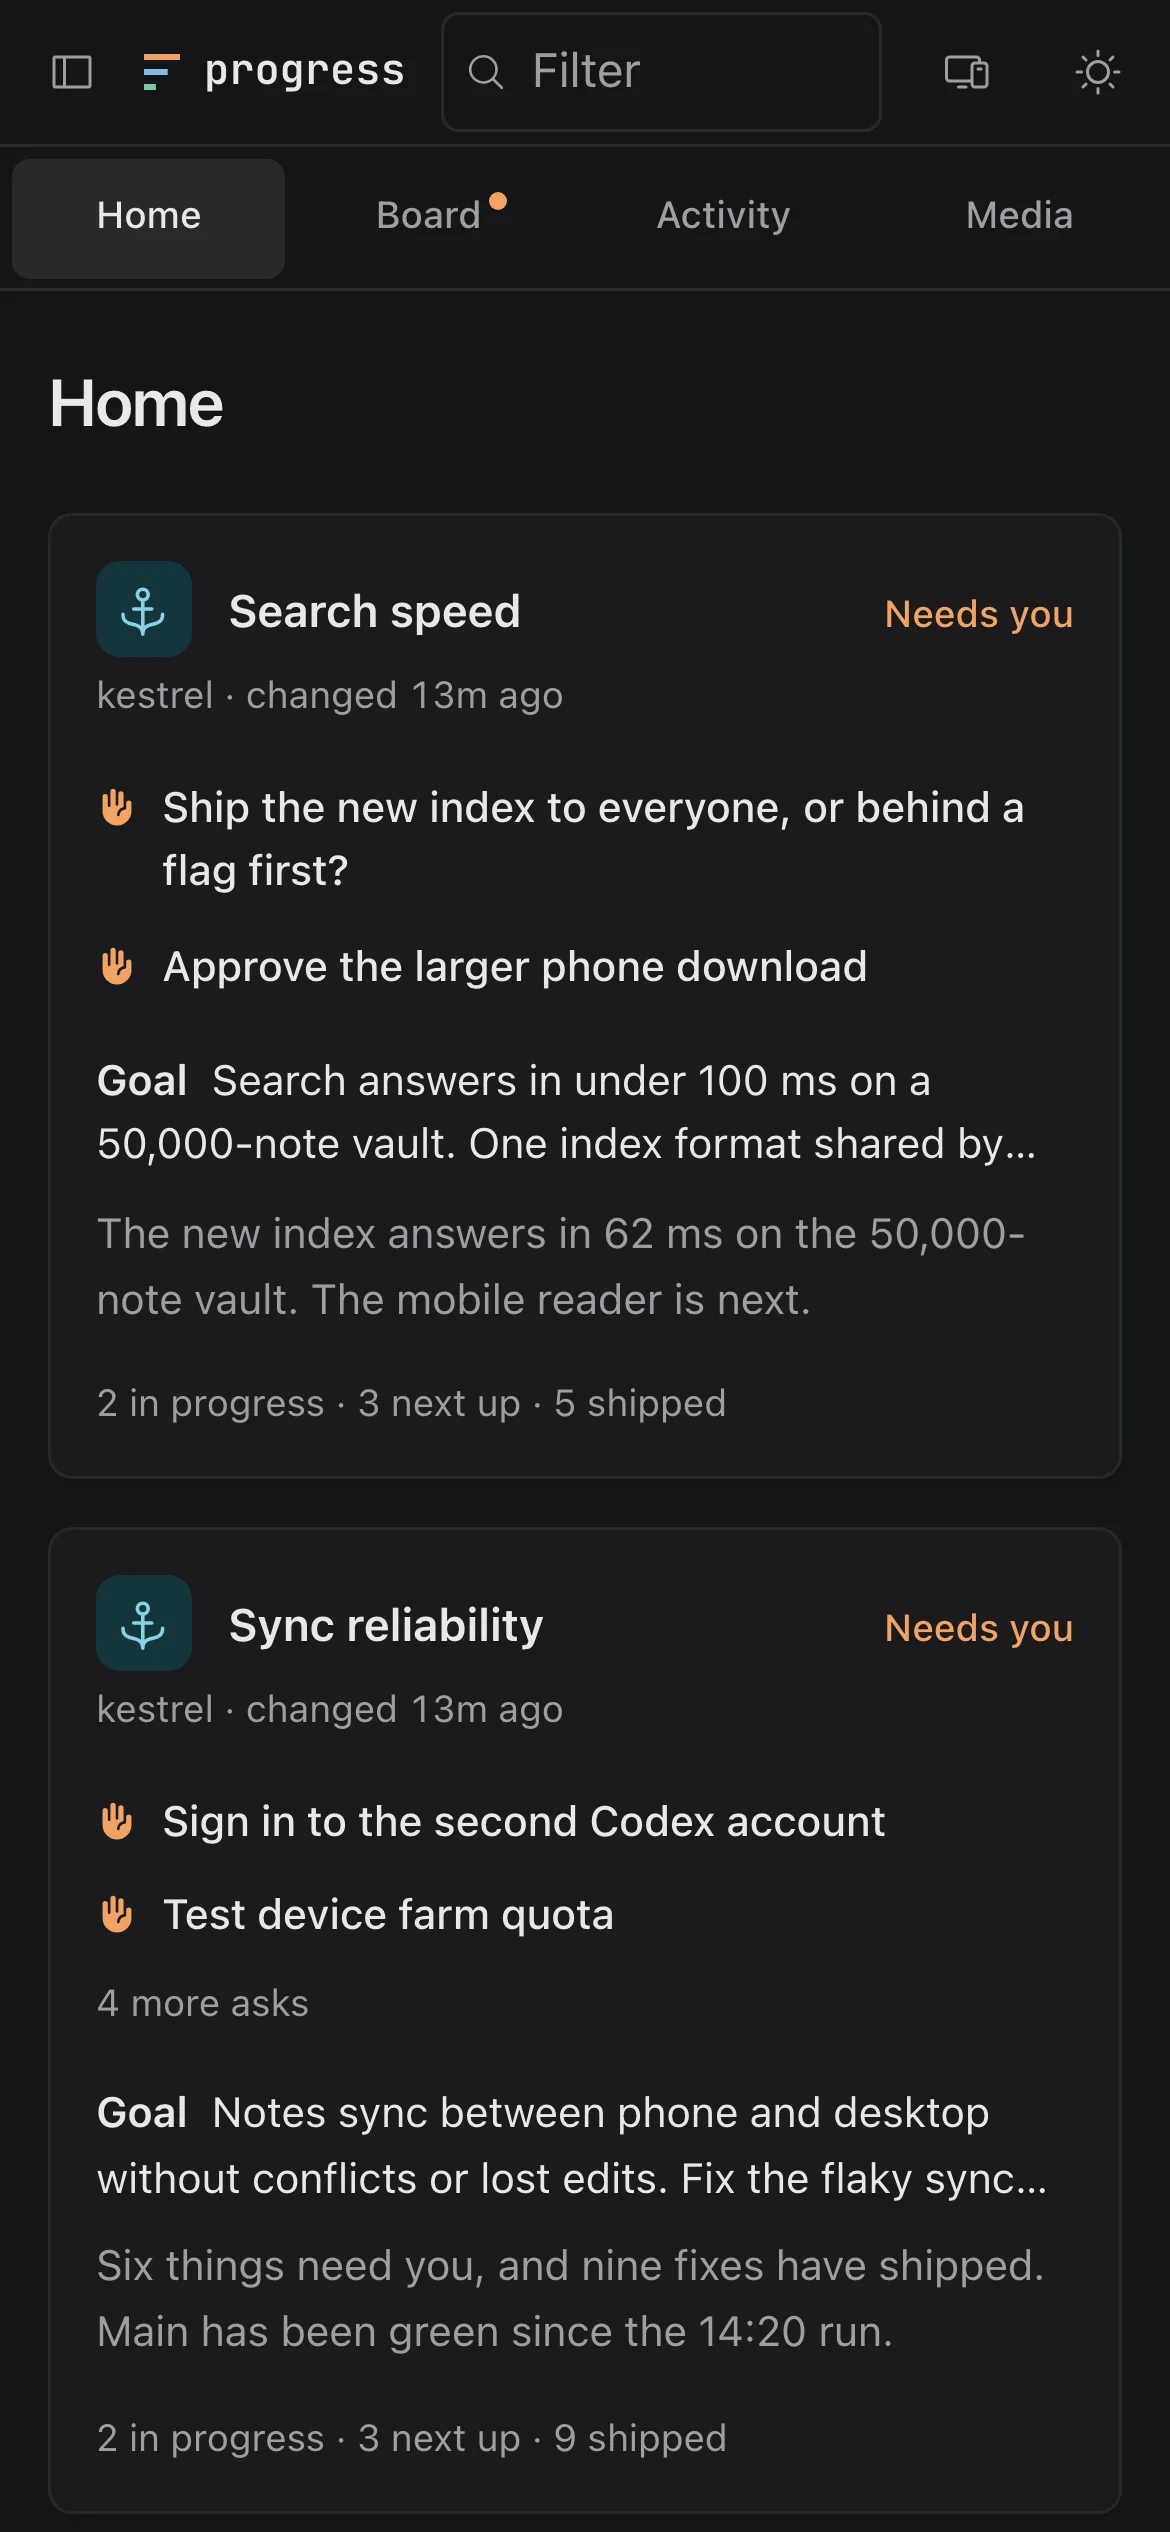 progress
Filter
Home
Board
Activity
Media
Home
Search speed
Needs you
kestrel · changed 13m ago
Ship the new index to everyone, or behind a
flag first?
Approve the larger phone download
Goal Search answers in under 100 ms on a
50,000-note vault. One index format shared by...
The new index answers in 62 ms on the 50,000-
note vault. The mobile reader is next.
2 in progress · 3 next up · 5 shipped
Sync reliability
Needs you
kestrel · changed 13m ago
Sign in to the second Codex account
Test device farm quota
4 more asks
Goal Notes sync between phone and desktop
without conflicts or lost edits. Fix the flaky sync...
Six things need you, and nine fixes have shipped.
Main has been green since the 14:20 run.
2 in progress · 3 next up · 9 shipped